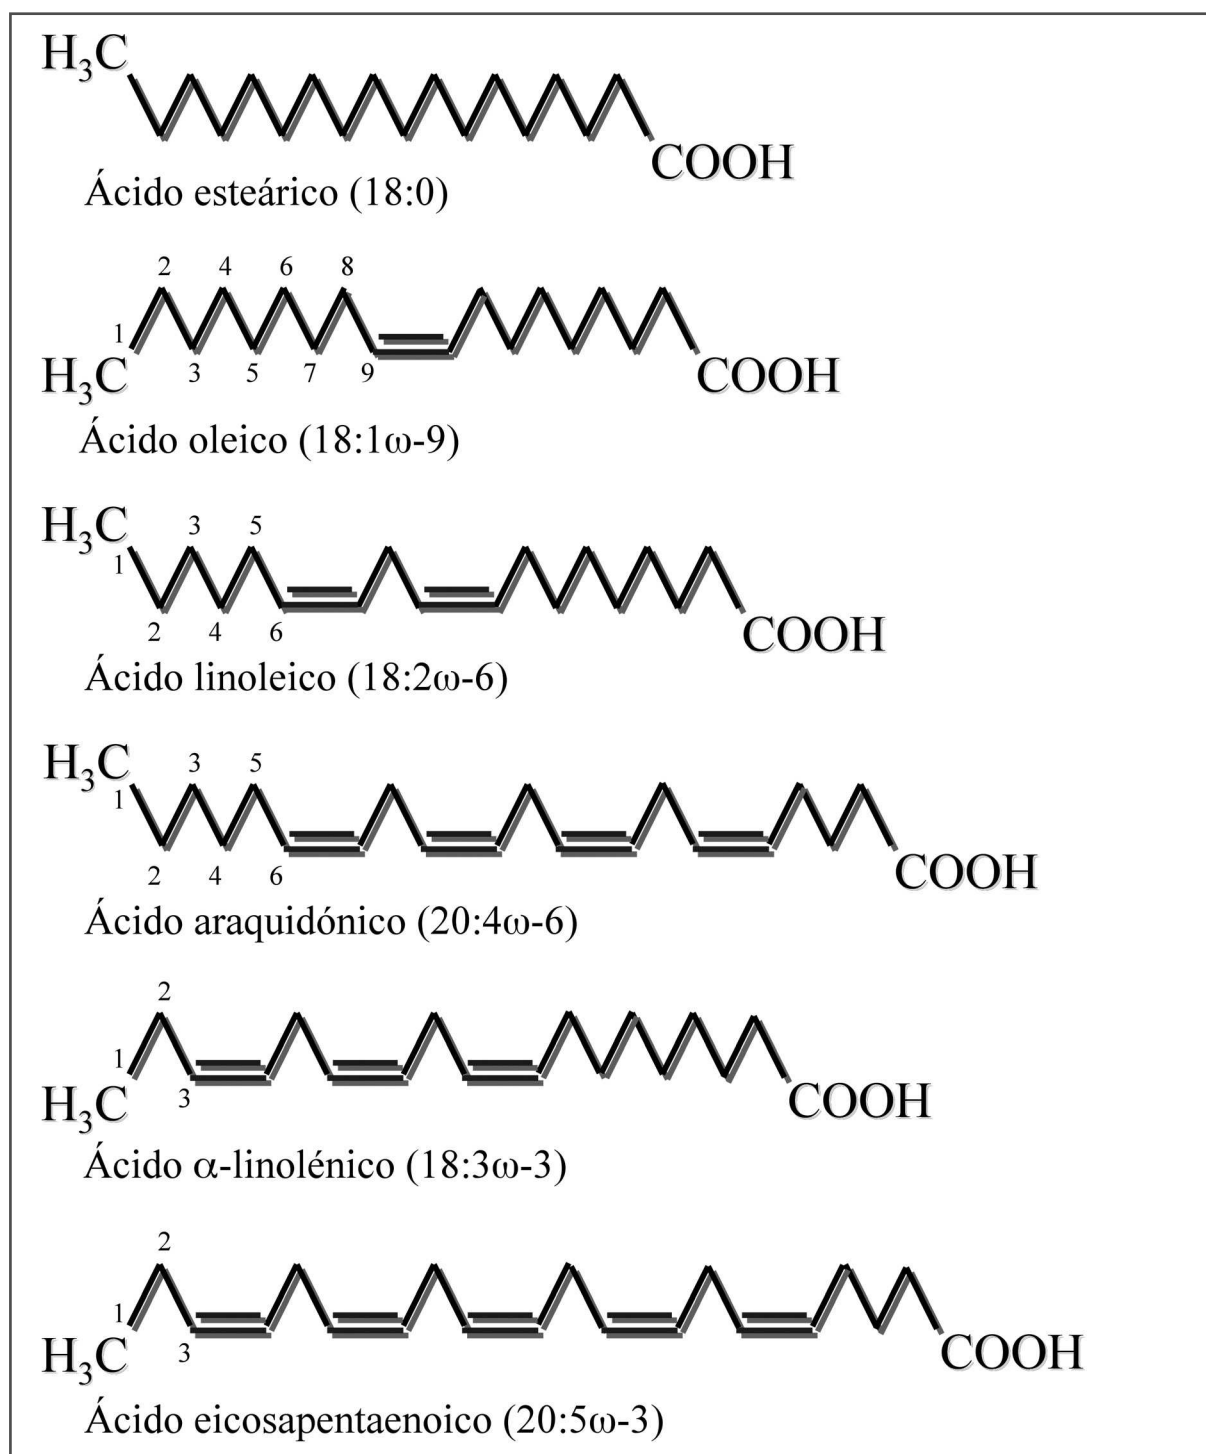 H3C
COOH
Ácido esteárico (18:0)
2 4 6 8
1
H3C 3 5 7 9 COOH
Ácido oleico (18:1ω-9)
H3C 3 5
1
2 4 6 COOH
Ácido linoleico (18:2ω-6)
H3C 3 5
1
2 4 6 COOH
Ácido araquidónico (20:4ω-6)
2
1
H3C 3 COOH
Ácido α-linolénico (18:3ω-3)
2
1
H3C 3 COOH
Ácido eicosapentaenoico (20:5ω-3)